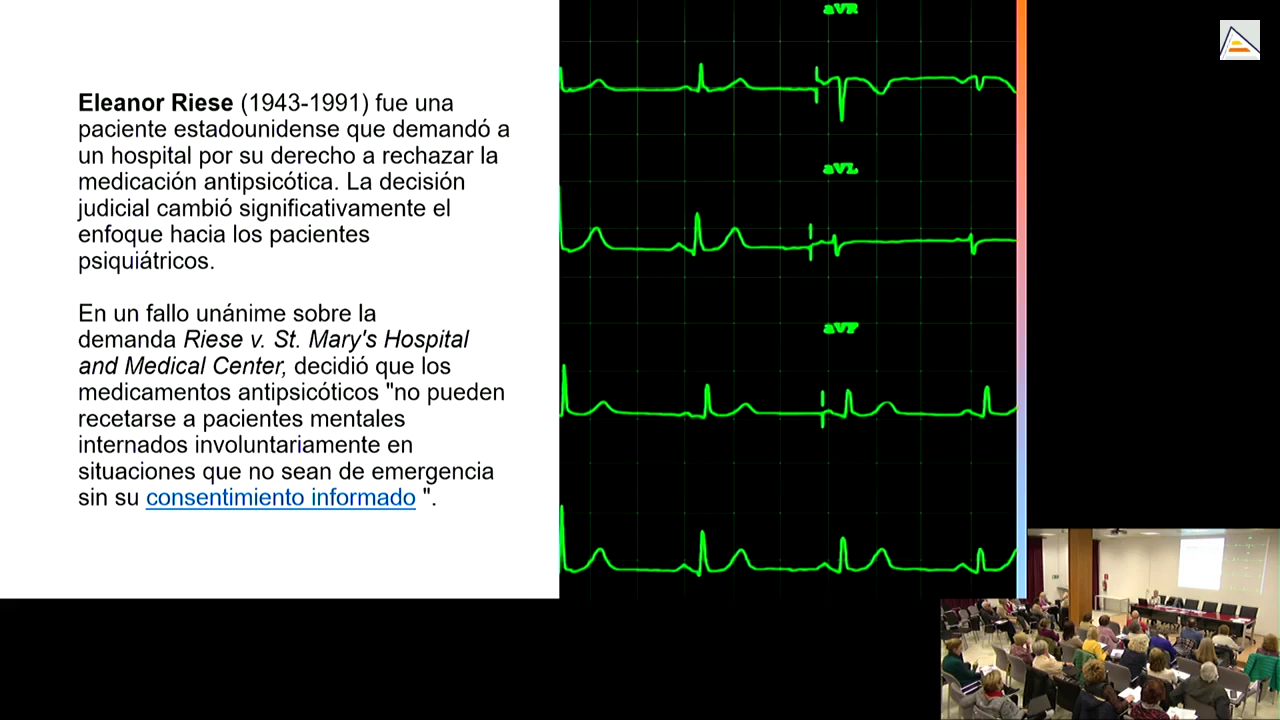 Eleanor Riese (1943-1991) fue una
paciente estadounidense que demandó a
un hospital por su derecho a rechazar la
medicación antipsicótica. La decisión
judicial cambió significativamente el
enfoque hacia los pacientes
psiquiátricos.
En un fallo unánime sobre la
demanda Riese v. St. Mary's Hospital
and Medical Center, decidió que los
medicamentos antipsicóticos "no pueden
recetarse a pacientes mentales
internados involuntariamente en
situaciones que no sean de emergencia
sin su consentimiento informado ".
aVR
aVL
aVF